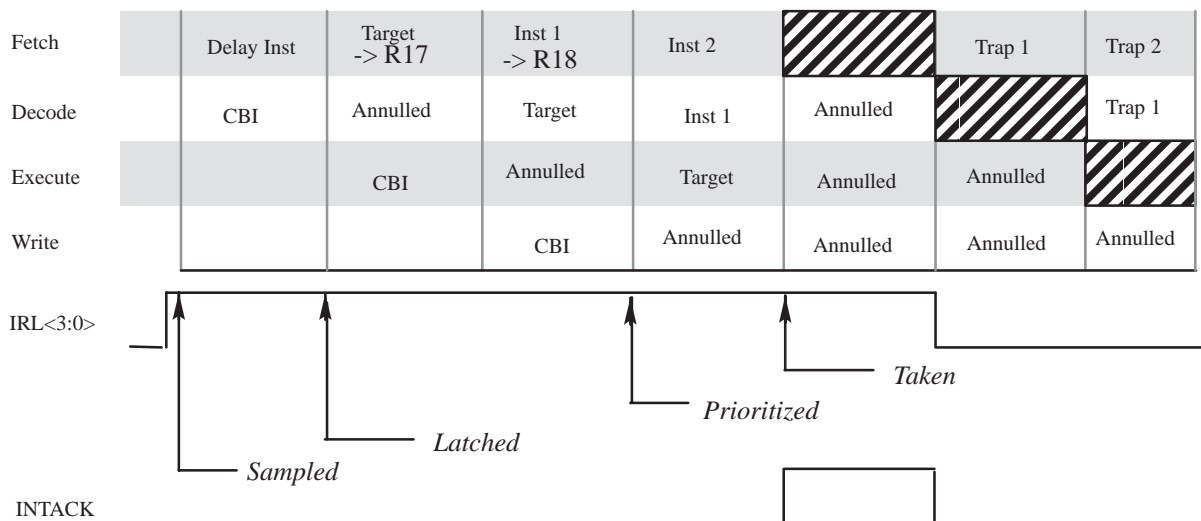 Fetch
Delay Inst
Target
-> R17
Inst 1
-> R18
Inst 2
Trap 1
Trap 2
Decode
CBI
Annulled
Target
Inst 1
Annulled
Trap 1
Execute
CBI
Annulled
Target
Annulled
Annulled
Write
CBI
Annulled
Annulled
Annulled
Annulled
IRL<3:0>
Taken
Prioritized
Latched
Sampled
INTACK